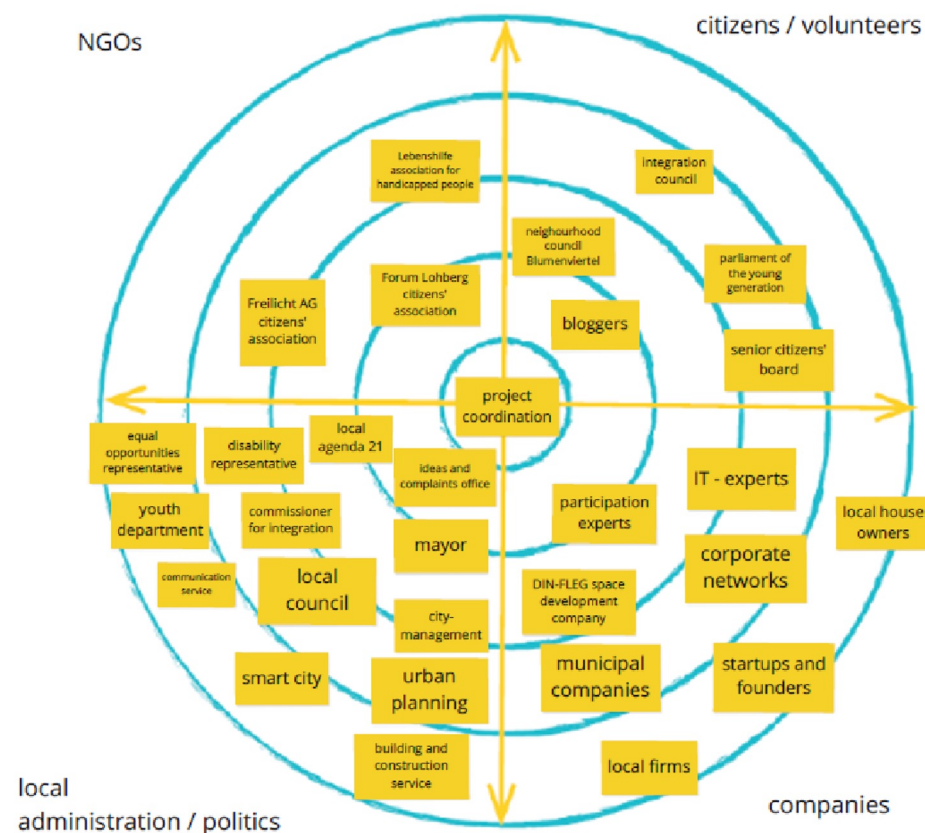 NGOs
citizens / volunteers
Lebenshilfe
association for
handicapped people
integration
council
neighourhood
council
Blumenviertel
parliament of
the young
generation
Forum Lohberg
citizens'
association
Freilicht AG
citizens'
association
bloggers
senior citizens'
board
project
coordination
equal
opportunities
representative
disability
representative
local
agenda 21
ideas and
complaints office
IT - experts
youth
department
commissioner
for integration
participation
experts
local house
owners
mayor
corporate
networks
communication
service
local
council
DIN-FLEG space
development
company
city-
management
smart city
urban
planning
municipal
companies
startups and
founders
building and
construction
service
local firms
local
administration / politics
companies